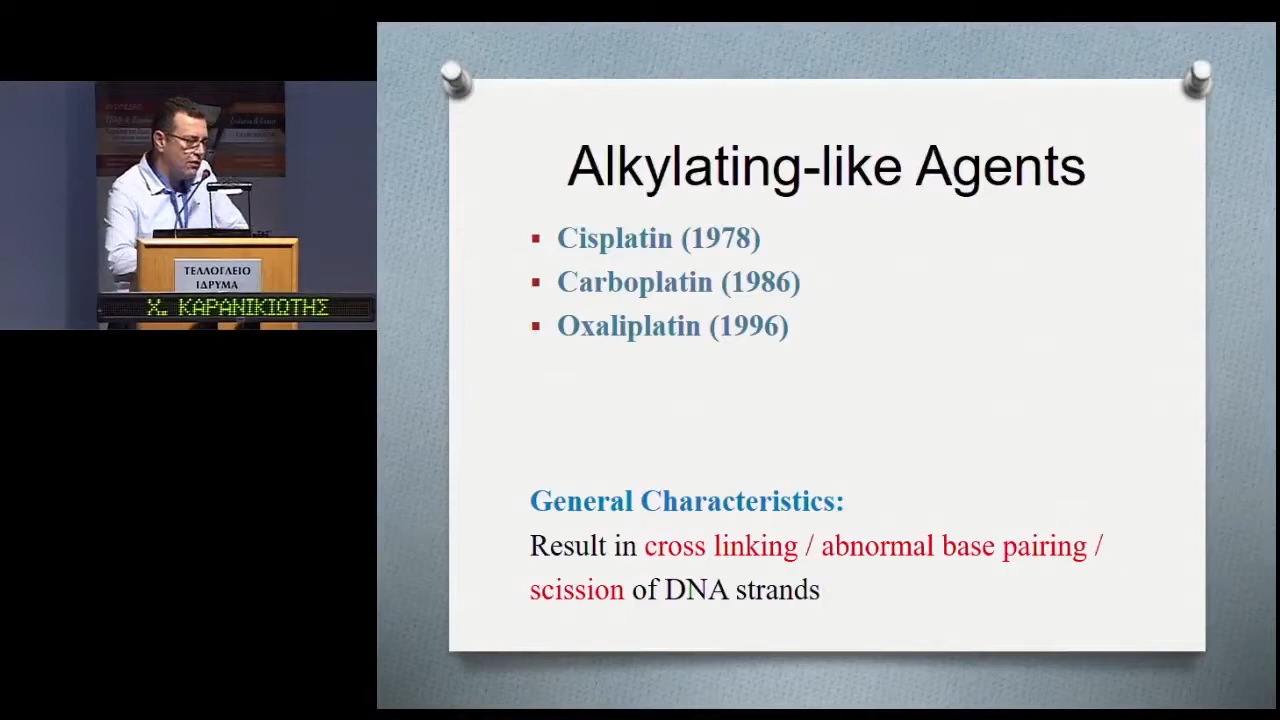 ΤΕΛΛΟΓΛΕΙΟ
ΙΔΡΥΜΑ
Χ. ΚΑΡΑΝΙΚΙΩΤΗΣ
Alkylating-like Agents
▪ Cisplatin (1978)
▪ Carboplatin (1986)
▪ Oxaliplatin (1996)
General Characteristics:
Result in cross linking / abnormal base pairing /
scission of DNA strands